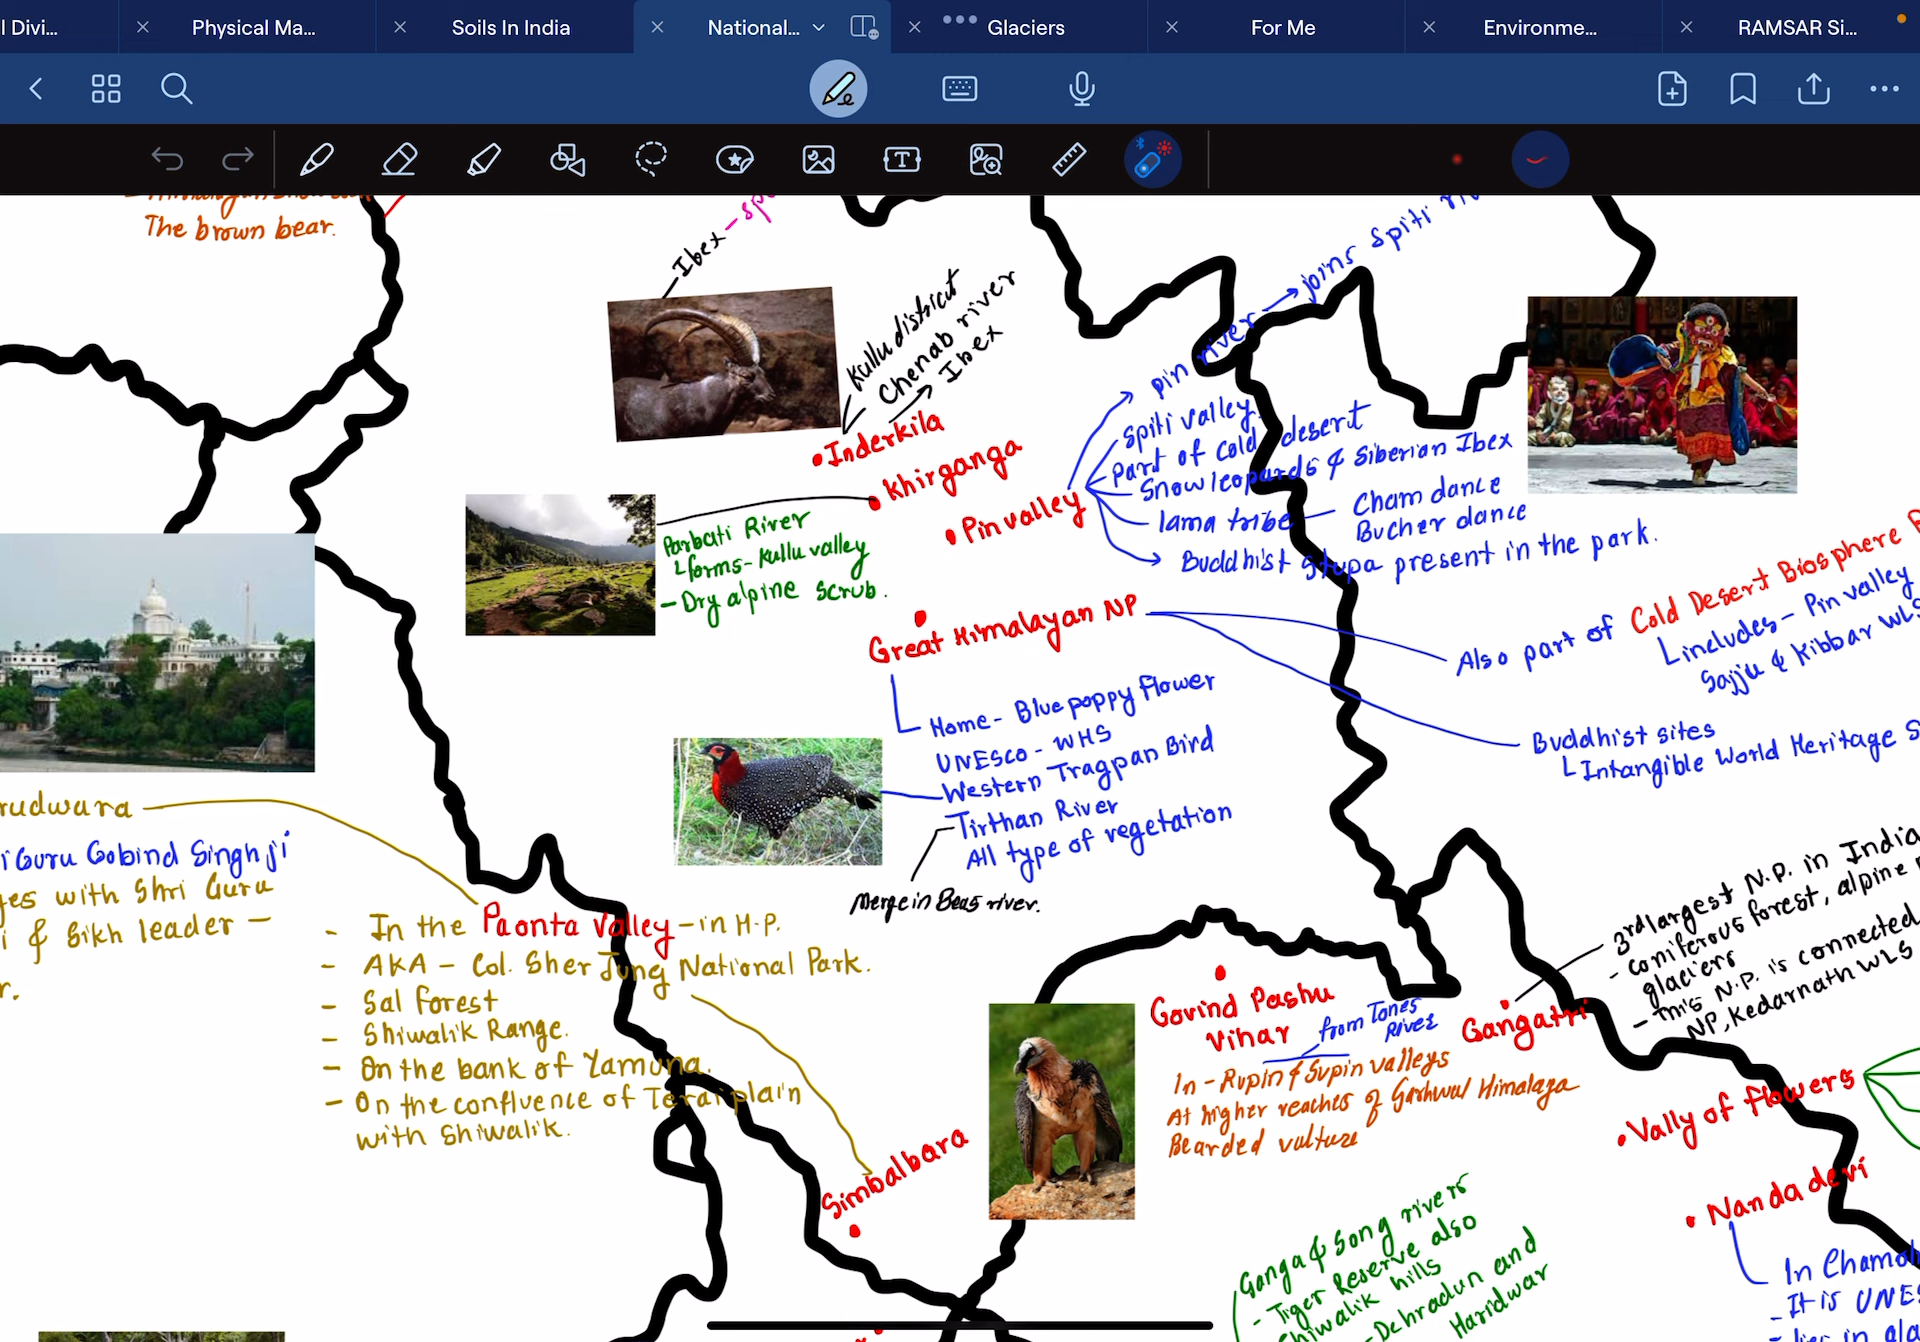 l Divi...
Physical Ma...
Soils In India
National...
Glaciers
For Me
Environme...
RAMSAR Si...
The brown bear.
Ibex -
Kullu district
Chenab river
Ibex
Inderkila
Khirganga
Pin valley
pin river → joins Spiti
Spiti valley
part of cold desert
Snow leopards & Siberian Ibex
lama tribe - Cham dance
Bucher dance
Buddhist stupa present in the park.
Parbati River
forms - Kullu valley
- Dry alpine scrub.
Great Himalayan NP
Also part of Cold Desert Biosphere
includes - Pin valley
Sajju & Kibbar WLS
Buddhist sites
Intangible World Heritage S
Home - Blue poppy flower
UNESCO - WHS
Western Tragpan Bird
Tirthan River
All type of vegetation
Merge in Beas river.
rudwara
i Guru Gobind Singh ji
ges with Shri Guru
i & Sikh leader -
r.
- In the Paonta Valley - in H.P.
- AKA - Col. Sher Jung National Park.
- Sal forest
- Shiwalik Range.
- On the bank of Yamuna.
- On the confluence of Terai plain
with Shiwalik.
Simbalbara
Govind Pashu
Vihar
from Tones
River
In - Rupin & Supin valleys
At higher reaches of Garhwal Himalaya
Bearded vulture
Gangatri
3rd largest N.P. in India
- coniferous forest, alpine
glaciers
- This N.P. is connected
NP, Kedarnath WLS
Vally of flowers
Nanda devi
In Chamol
- It is UNES
Ganga & Song rivers
- Tiger Reserve also
Shiwalik hills
- Dehradun and
Haridwar